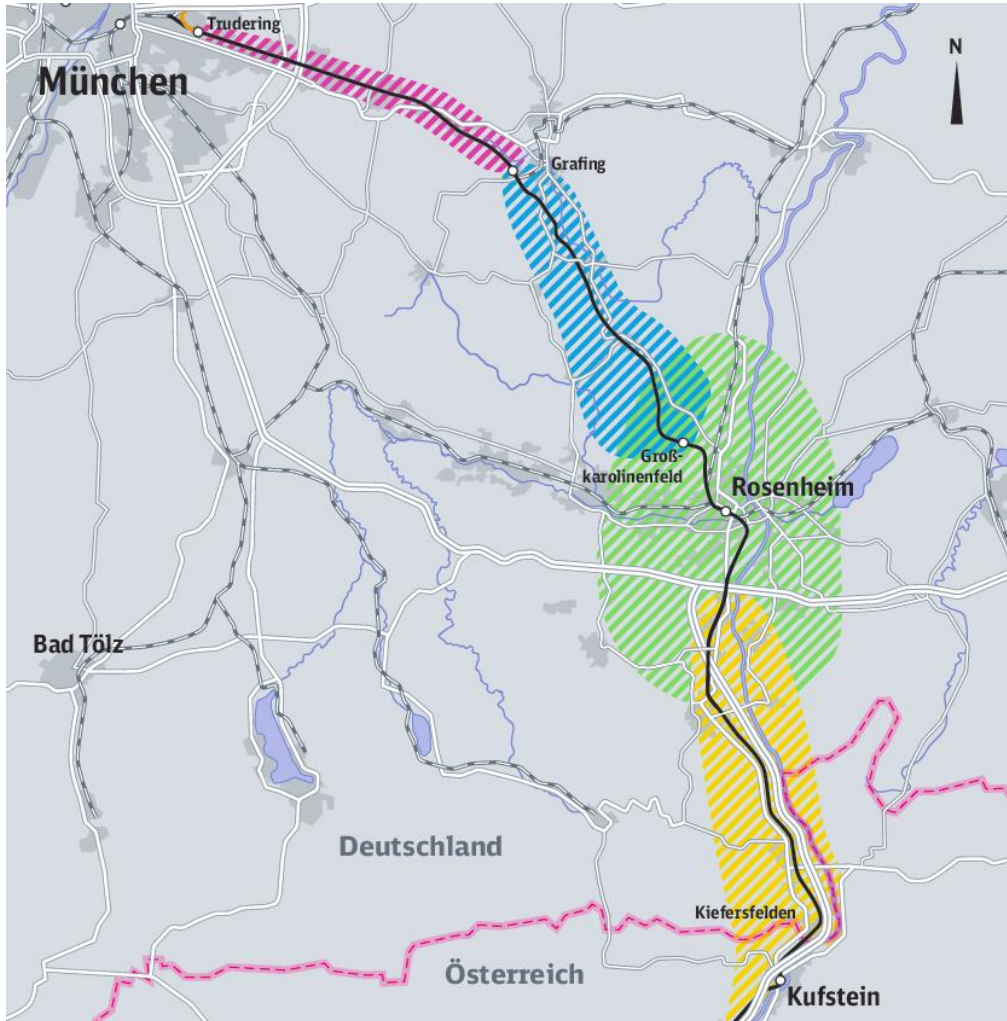 Trudering
München
N
Grafing
Groß-
karolinenfeld
Rosenheim
Bad Tölz
Deutschland
Kiefersfelden
Österreich
Kufstein